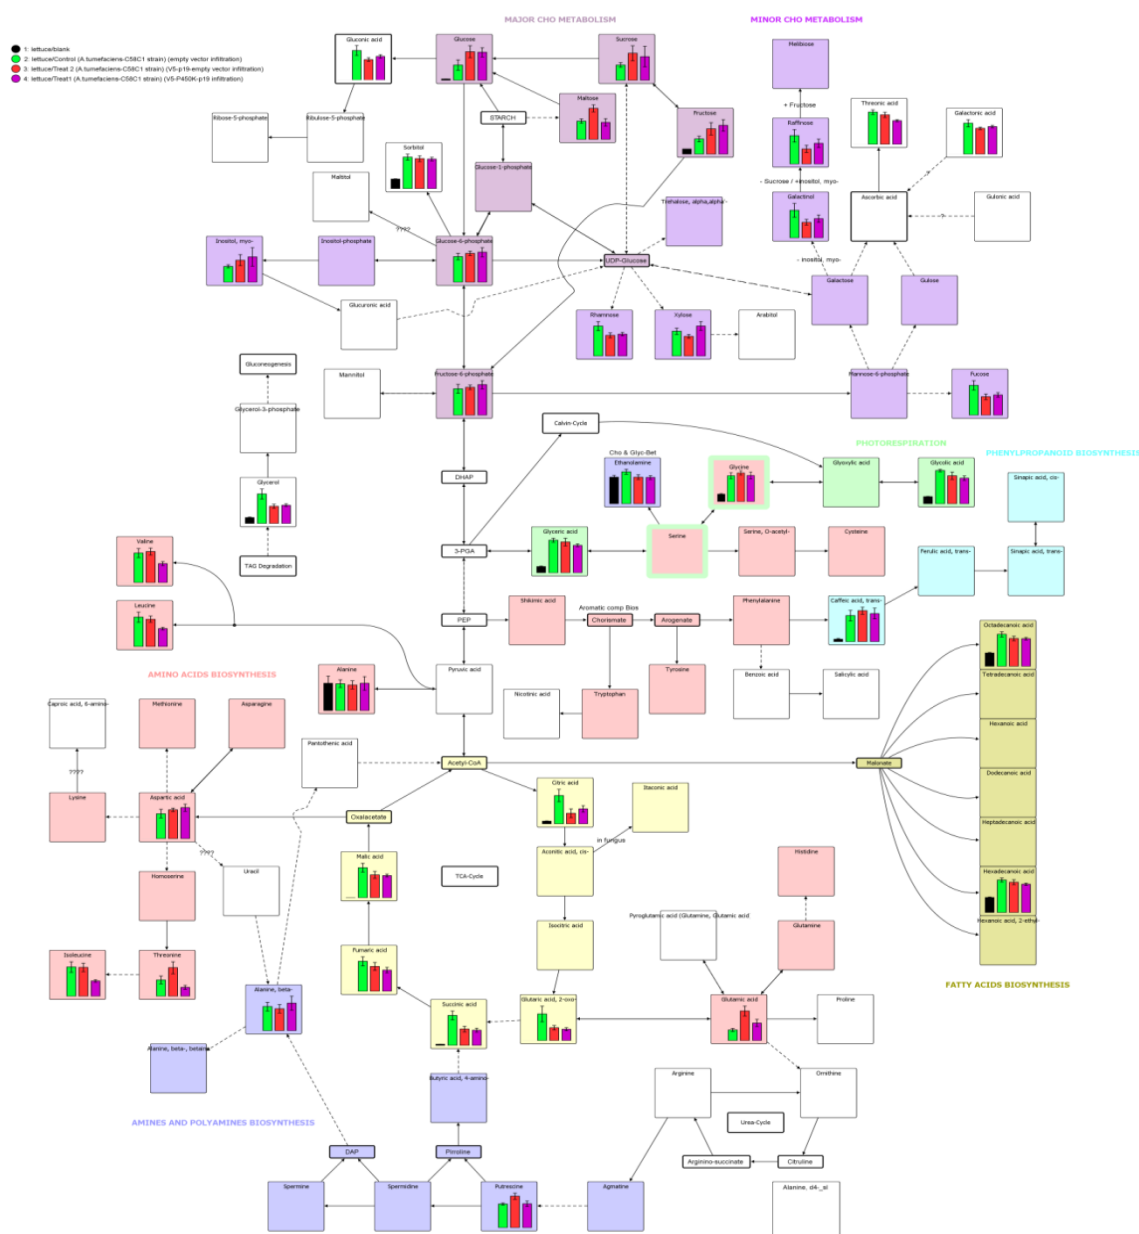 MAJOR CHO METABOLISM
MINOR CHO METABOLISM
1: lettuce/blank
2: lettuce/Control (A.tumefaciens-C58C1 strain) (empty vector infiltration)
3: lettuce/Treat 2 (A.tumefaciens-C58C1 strain) (V5-p19-empty vector infiltration)
4: lettuce/Treat1 (A.tumefaciens-C58C1 strain) (V5-P450K-p19 infiltration)
Gluconic acid
Glucose
Sucrose
Melibiose
+ Fructose
Maltose
Fructose
Raffinose
Threonic acid
Galactonic acid
Ribose-5-phosphate
Ribulose-5-phosphate
STARCH
Sorbitol
Glucose-1-phosphate
Maltitol
- Sucrose / +inositol, myo-
?
Galactinol
Ascorbic acid
?
Gulonic acid
Trehalose, alpha,alpha'-
????
Inositol, myo-
Inositol-phosphate
Glucose-6-phosphate
UDP-Glucose
- inositol, myo-
Galactose
Gulose
Glucuronic acid
Rhamnose
Xylose
Arabitol
Gluconeogenesis
Mannitol
Fructose-6-phosphate
Mannose-6-phosphate
Fucose
Glycerol-3-phosphate
Calvin-Cycle
PHOTORESPIRATION
PHENYLPROPANOID BIOSYNTHESIS
Cho & Glyc-Bet
Ethanolamine
Glycine
Glyoxylic acid
Glycolic acid
Sinapic acid, cis-
Glycerol
DHAP
Valine
TAG Degradation
3-PGA
Glyceric acid
Serine
Serine, O-acetyl-
Cysteine
Ferulic acid, trans-
Sinapic acid, trans-
Leucine
PEP
Shikimic acid
Aromatic comp Bios
Chorismate
Arogenate
Phenylalanine
Caffeic acid, trans-
Octadecanoic acid
AMINO ACIDS BIOSYNTHESIS
Alanine
Pyruvic acid
Nicotinic acid
Tryptophan
Tyrosine
Benzoic acid
Salicylic acid
Tetradecanoic acid
Caproic acid, 6-amino-
Methionine
Asparagine
Pantothenic acid
Hexanoic acid
????
Acetyl-CoA
Malonate
Dodecanoic acid
Lysine
Aspartic acid
Oxalacetate
Citric acid
Itaconic acid
in fungus
Heptadecanoic acid
????
Homoserine
Uracil
Malic acid
TCA-Cycle
Aconitic acid, cis-
Histidine
Hexadecanoic acid
Pyroglutamic acid (Glutamine, Glutamic acid
Glutamine
Hexanoic acid, 2-ethyl-
Isoleucine
Threonine
Fumaric acid
Isocitric acid
FATTY ACIDS BIOSYNTHESIS
Alanine, beta-
Succinic acid
Glutaric acid, 2-oxo-
Glutamic acid
Proline
Alanine, beta-, betaine
Butyric acid, 4-amino-
Arginine
Ornithine
AMINES AND POLYAMINES BIOSYNTHESIS
Urea-Cycle
DAP
Pirroline
Arginino-succinate
Citruline
Spermine
Spermidine
Putrescine
Agmatine
Alanine, d4-_st